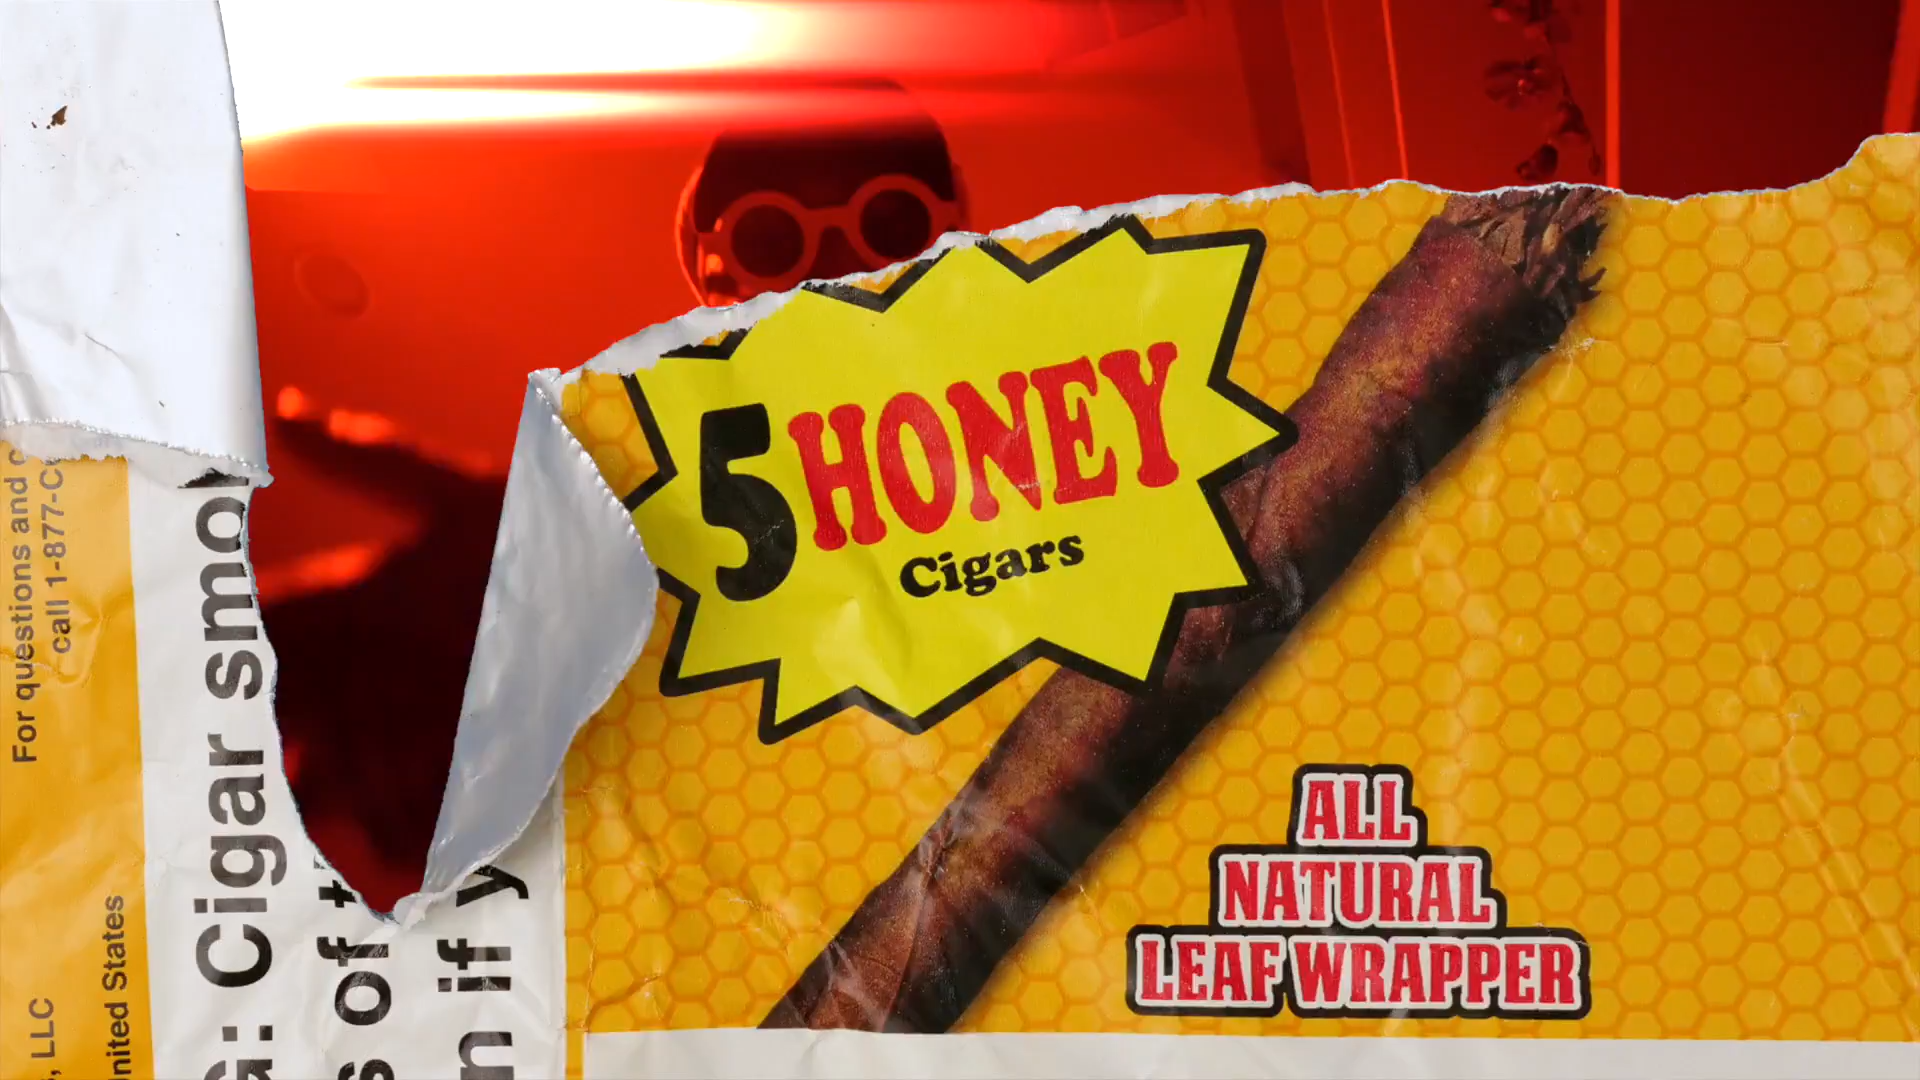 5 HONEY
Cigars
ALL
NATURAL
LEAF WRAPPER
For questions and
call 1-877-
, LLC
United States
: Cigar smo
of
n if y